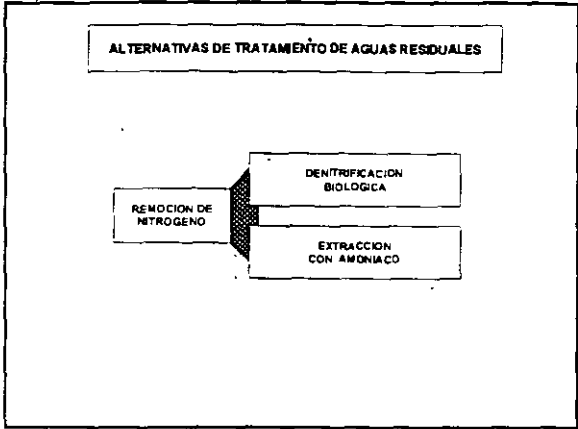 ALTERNATIVAS DE TRATAMIENTO DE AGUAS RESIDUALES
REMOCION DE
NITROGENO
DENITRIFICACION
BIOLOGICA
EXTRACCION
CON AMONIACO